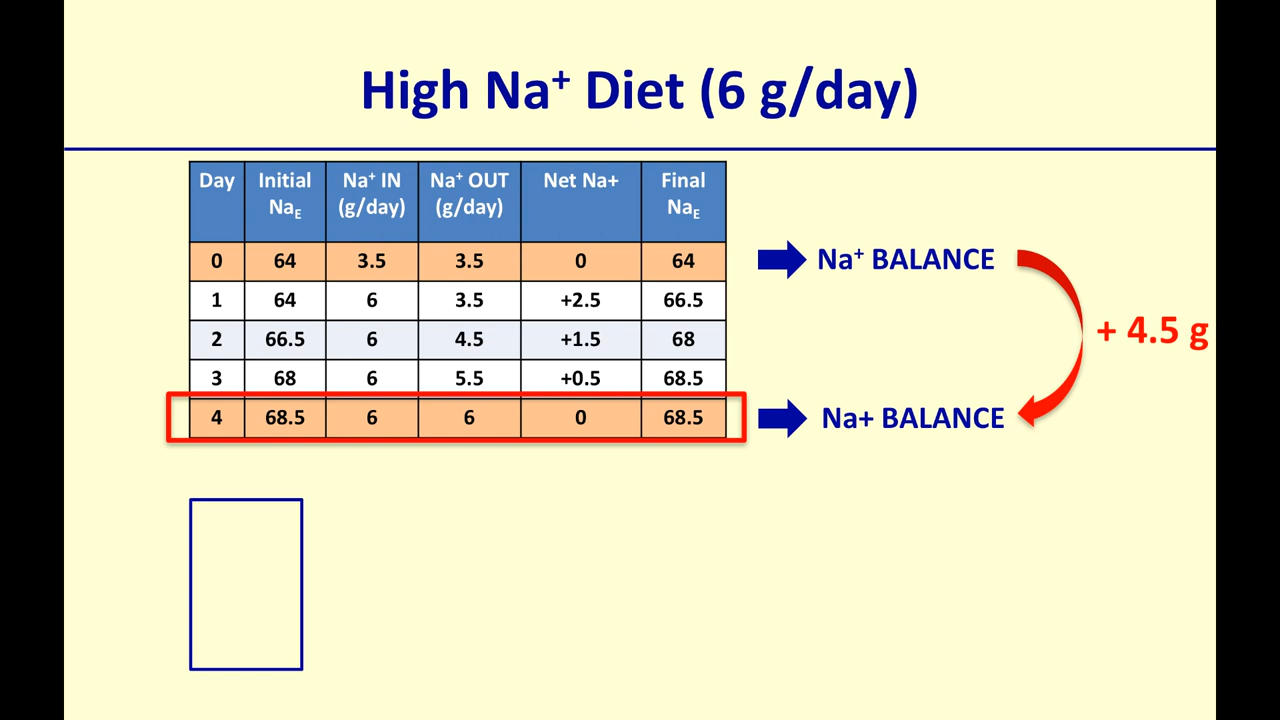 High Na⁺ Diet (6 g/day)
Day Initial Na⁺ IN Na⁺ OUT Net Na+ Final
Na_E (g/day) (g/day) Na_E
0 64 3.5 3.5 0 64
1 64 6 3.5 +2.5 66.5
2 66.5 6 4.5 +1.5 68
3 68 6 5.5 +0.5 68.5
4 68.5 6 6 0 68.5
Na⁺ BALANCE
+ 4.5 g
Na+ BALANCE